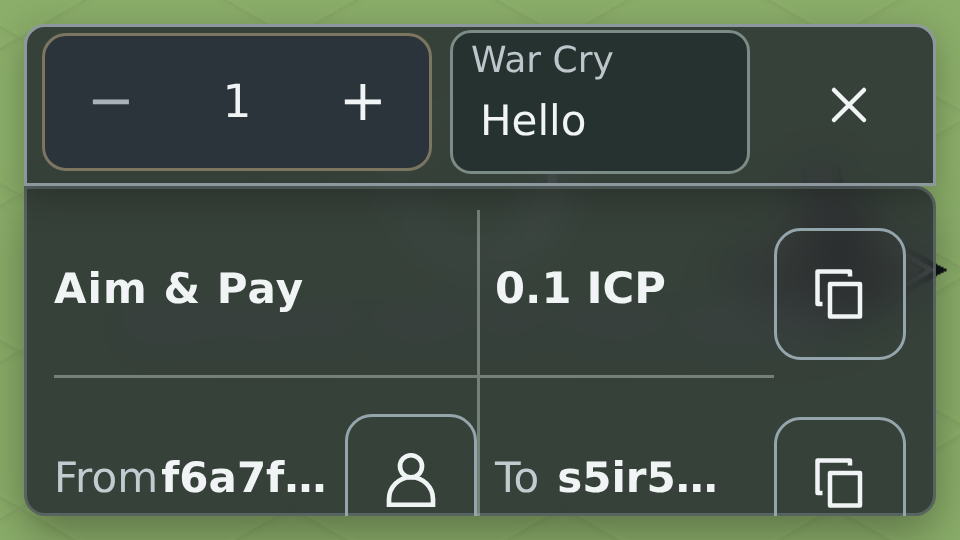 War Cry
− 1 +
Hello
Aim & Pay 0.1 ICP
From f6a7f... To s5ir5...